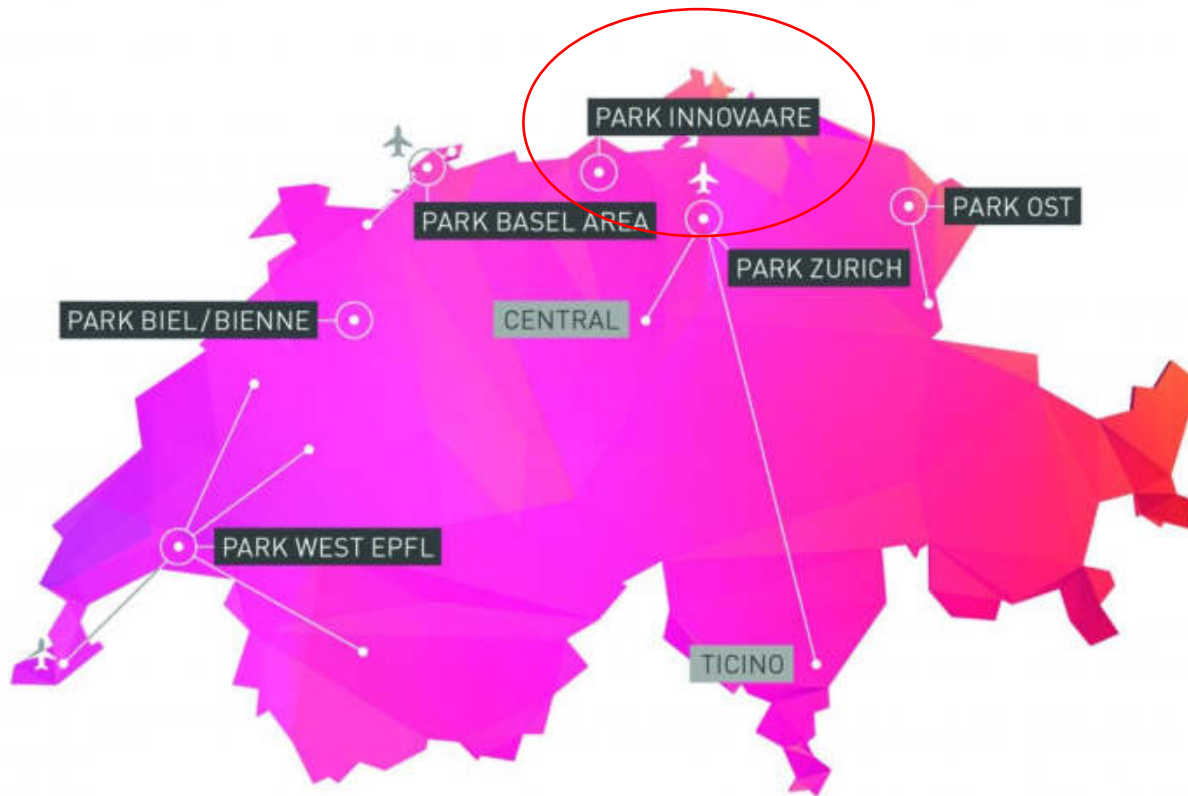 PARK INNOVAARE
PARK BASEL AREA
PARK OST
PARK ZURICH
PARK BIEL/BIENNE
CENTRAL
PARK WEST EPFL
TICINO